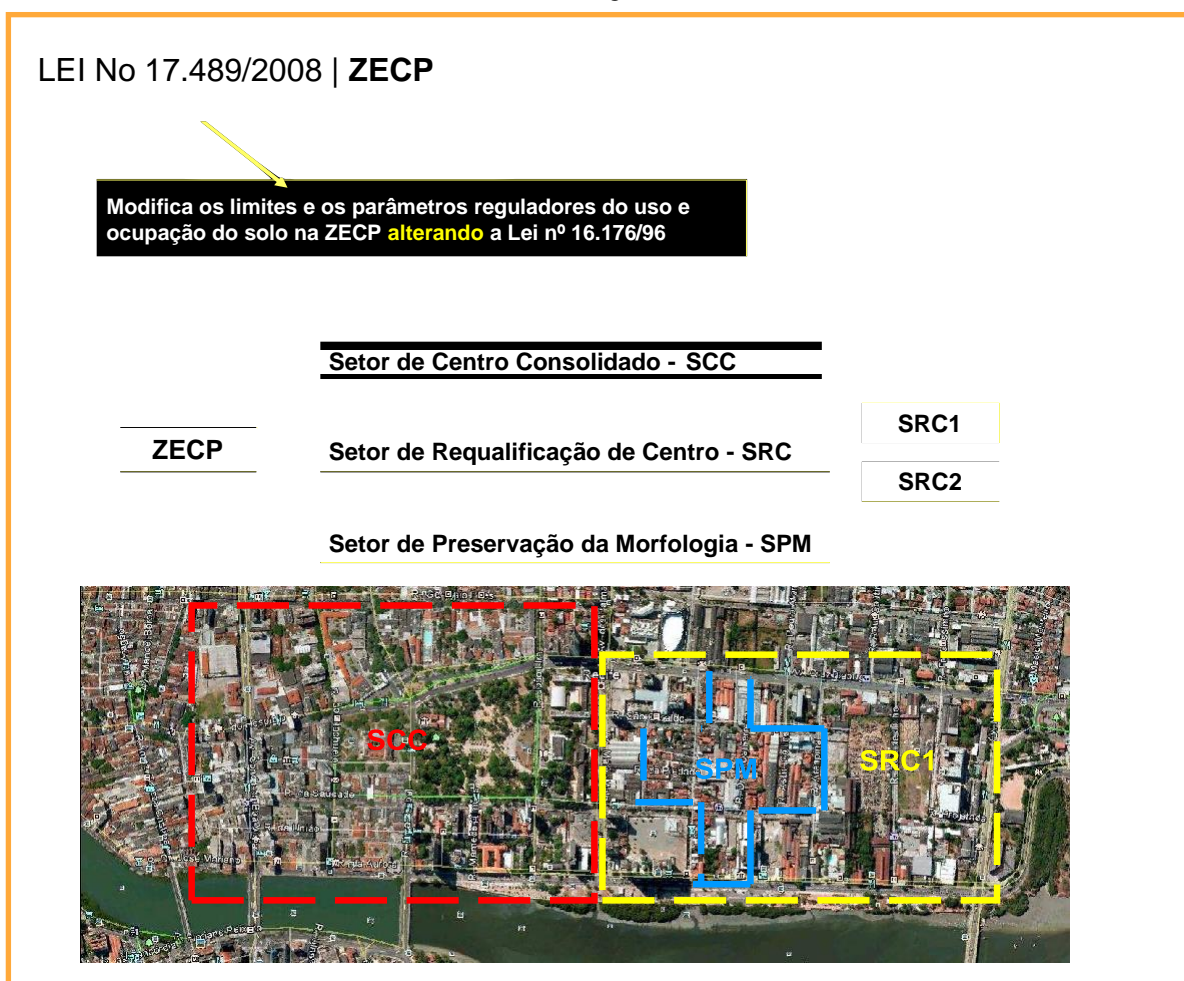 LEI No 17.489/2008 | ZECP
Modifica os limites e os parâmetros reguladores do uso e
ocupação do solo na ZECP alterando a Lei nº 16.176/96
Setor de Centro Consolidado - SCC
SRC1
ZECP
Setor de Requalificação de Centro - SRC
SRC2
Setor de Preservação da Morfologia - SPM
SCC
SPM
SRC1